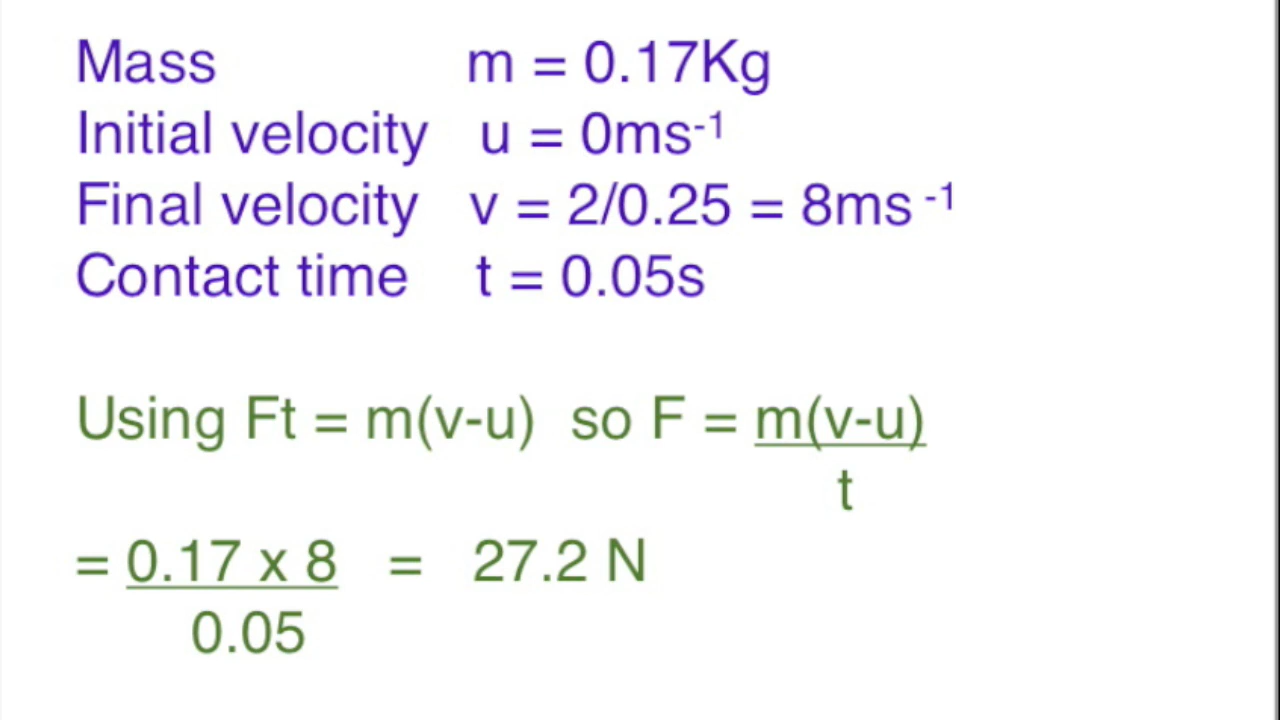 Mass m = 0.17Kg
Initial velocity u = 0ms⁻¹
Final velocity v = 2/0.25 = 8ms ⁻¹
Contact time t = 0.05s
Using Ft = m(v-u) so F = m(v-u)
t
= 0.17 x 8 = 27.2 N
0.05